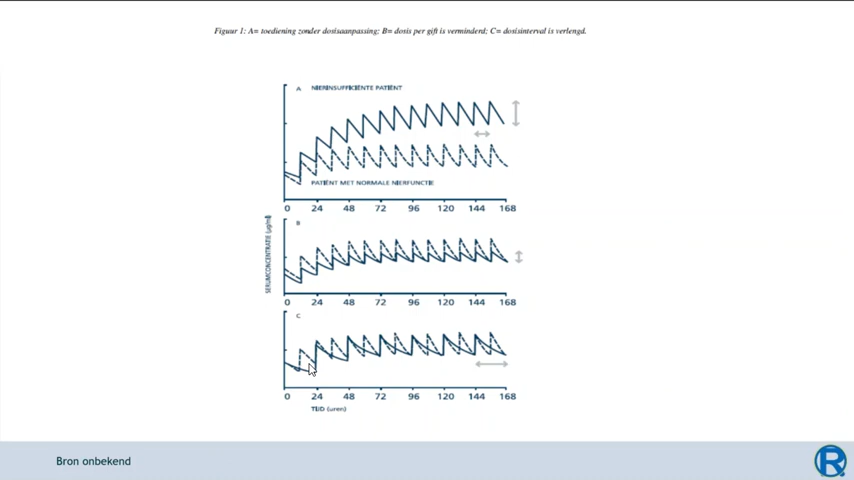 Figuur 1: A= toediening zonder dosisaanpassing; B= dosis per gift is verminderd; C= dosisinterval is verlengd.
A NIERINSUFFICIËNTE PATIËNT
PATIËNT MET NORMALE NIERFUNCTIE
0 24 48 72 96 120 144 168
B
SERUMCONCENTRATIE (µg/ml)
0 24 48 72 96 120 144 168
C
0 24 48 72 96 120 144 168
TIJD (uren)
Bron onbekend
R